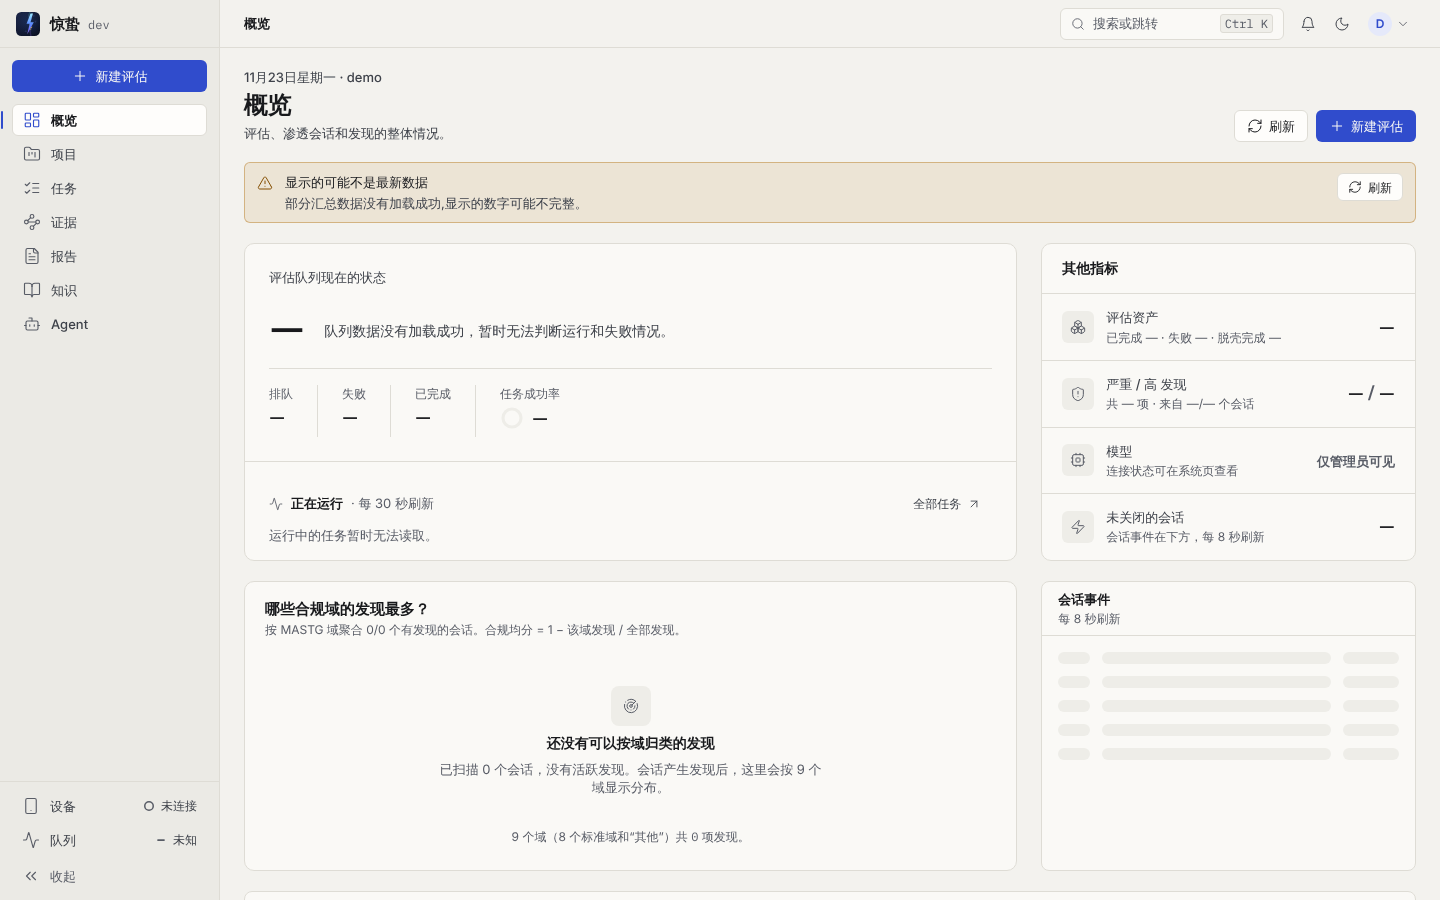 惊蛰 dev
新建评估
概览
项目
任务
证据
报告
知识
Agent
设备 未连接
队列 — 未知
收起
概览
搜索或跳转 Ctrl K
D
11月23日星期一 · demo
概览
评估、渗透会话和发现的整体情况。
刷新
新建评估
显示的可能不是最新数据
部分汇总数据没有加载成功,显示的数字可能不完整。
刷新
评估队列现在的状态
— 队列数据没有加载成功，暂时无法判断运行和失败情况。
排队 失败 已完成 任务成功率
— — — —
正在运行 · 每 30 秒刷新 全部任务
运行中的任务暂时无法读取。
其他指标
评估资产
已完成 — · 失败 — · 脱壳完成 —
—
严重 / 高 发现
共 — 项 · 来自 —/— 个会话
— / —
模型
连接状态可在系统页查看
仅管理员可见
未关闭的会话
会话事件在下方，每 8 秒刷新
—
哪些合规域的发现最多？
按 MASTG 域聚合 0/0 个有发现的会话。合规均分 = 1 − 该域发现 / 全部发现。
还没有可以按域归类的发现
已扫描 0 个会话，没有活跃发现。会话产生发现后，这里会按 9 个
域显示分布。
9 个域（8 个标准域和“其他”）共 0 项发现。
会话事件
每 8 秒刷新